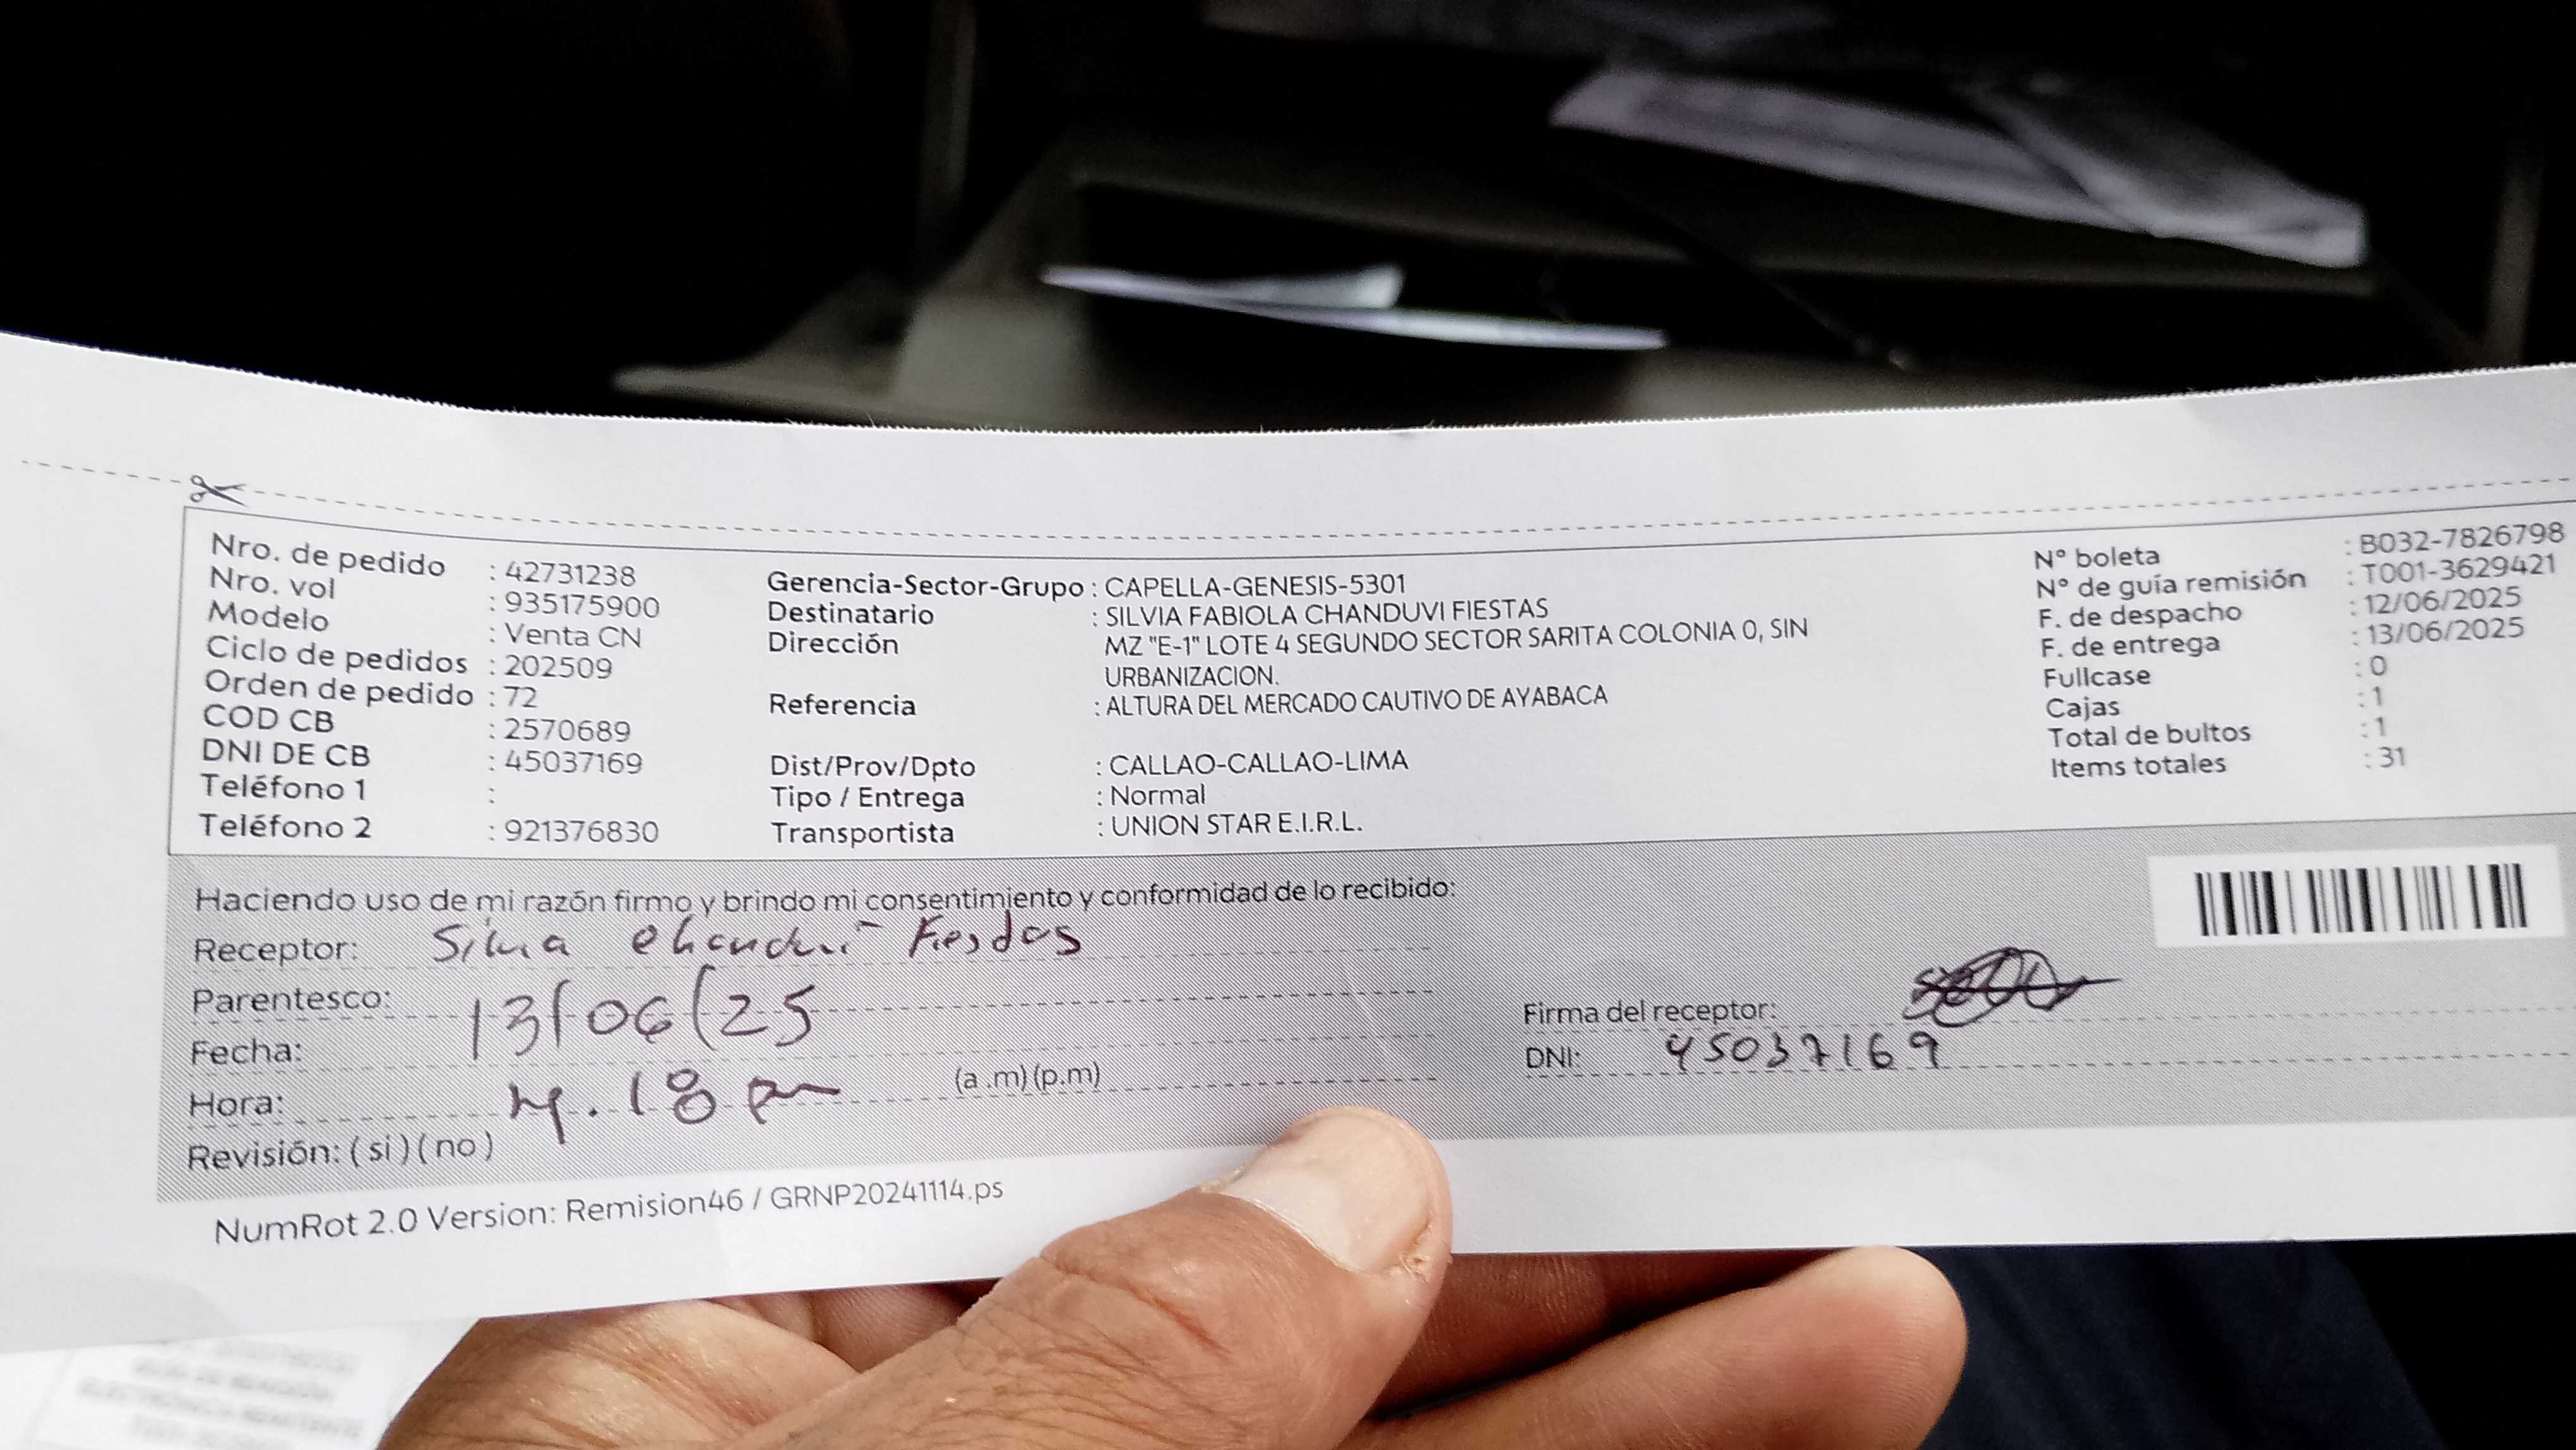 Nro. de pedido : 42731238
Nro. vol : 935175900
Modelo : Venta CN
Ciclo de pedidos : 202509
Orden de pedido : 72
COD CB : 2570689
DNI DE CB : 45037169
Teléfono 1 :
Teléfono 2 : 921376830
Gerencia-Sector-Grupo : CAPELLA-GENESIS-5301
Destinatario : SILVIA FABIOLA CHANDUVI FIESTAS
Dirección MZ "E-1" LOTE 4 SEGUNDO SECTOR SARITA COLONIA 0, SIN
URBANIZACION.
Referencia : ALTURA DEL MERCADO CAUTIVO DE AYABACA
Dist/Prov/Dpto : CALLAO-CALLAO-LIMA
Tipo / Entrega : Normal
Transportista : UNION STAR E.I.R.L.
N° boleta : B032-7826798
N° de guía remisión : T001-3629421
F. de despacho : 12/06/2025
F. de entrega : 13/06/2025
Fullcase : 0
Cajas : 1
Total de bultos : 1
Items totales : 31
Haciendo uso de mi razón firmo y brindo mi consentimiento y conformidad de lo recibido:
Receptor: Silvia Chanduvi Fiestas
Parentesco:
Fecha: 13/06/25
Hora: 4.18 pm (a.m)(p.m)
Revisión: (si)(no)
Firma del receptor:
DNI: 45037169
NumRot 2.0 Version: Remision46 / GRNP20241114.ps